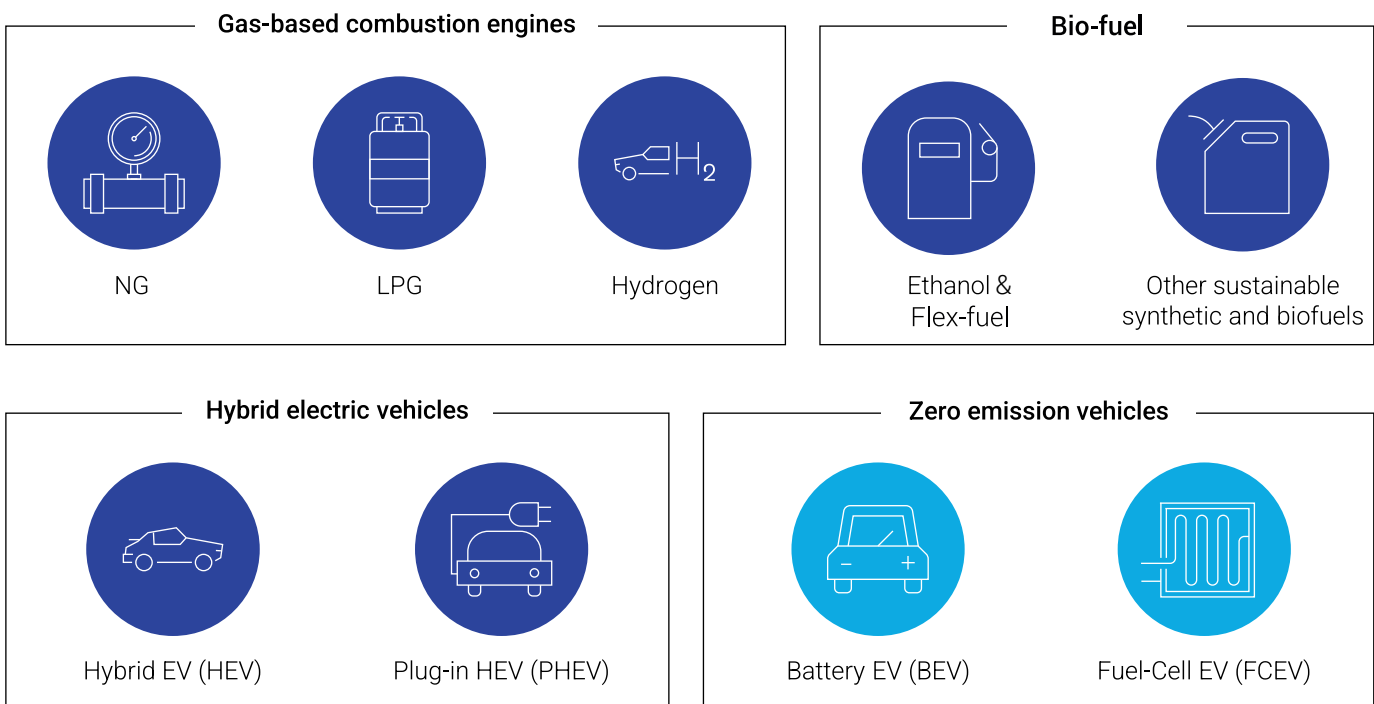 Gas-based combustion engines
H2
NG
LPG
Hydrogen
Bio-fuel
Ethanol &
Flex-fuel
Other sustainable
synthetic and biofuels
Hybrid electric vehicles
Hybrid EV (HEV)
Plug-in HEV (PHEV)
Zero emission vehicles
- +
Battery EV (BEV)
Fuel-Cell EV (FCEV)